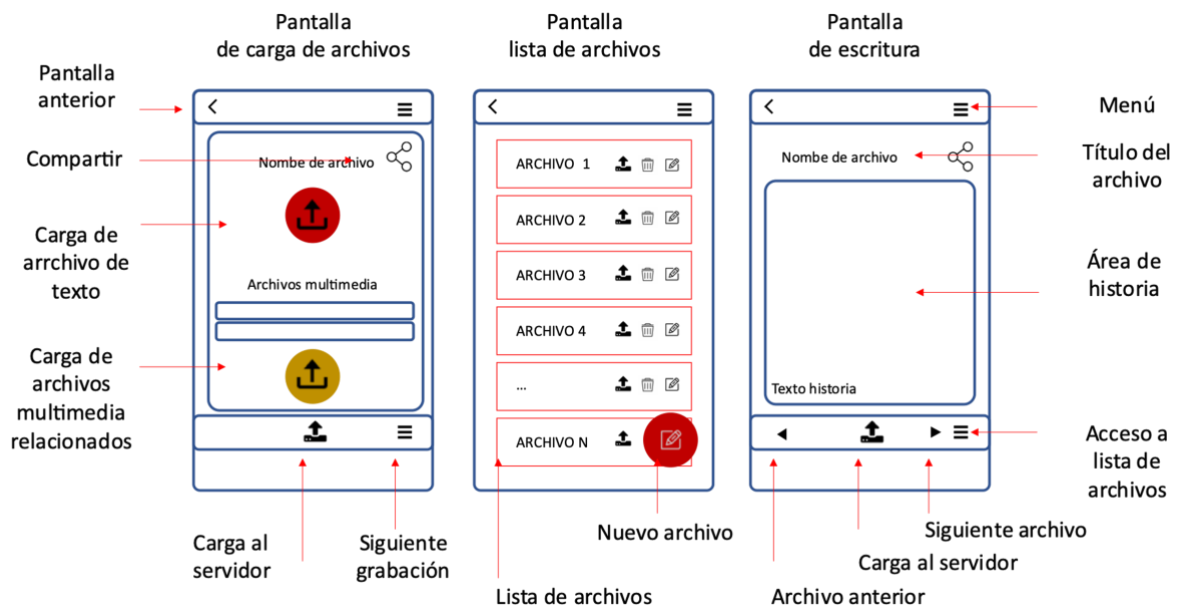 Pantalla
de carga de archivos
Pantalla
lista de archivos
Pantalla
de escritura
Pantalla
anterior
Compartir
Carga de
arrchivo de
texto
Carga de
archivos
multimedia
relacionados
Nombe de archivo
Archivos multimedia
ARCHIVO 1
ARCHIVO 2
ARCHIVO 3
ARCHIVO 4
...
ARCHIVO N
Nombe de archivo
Texto historia
Menú
Título del
archivo
Área de
historia
Acceso a
lista de
archivos
Carga al
servidor
Siguiente
grabación
Lista de archivos
Nuevo archivo
Siguiente archivo
Carga al servidor
Archivo anterior